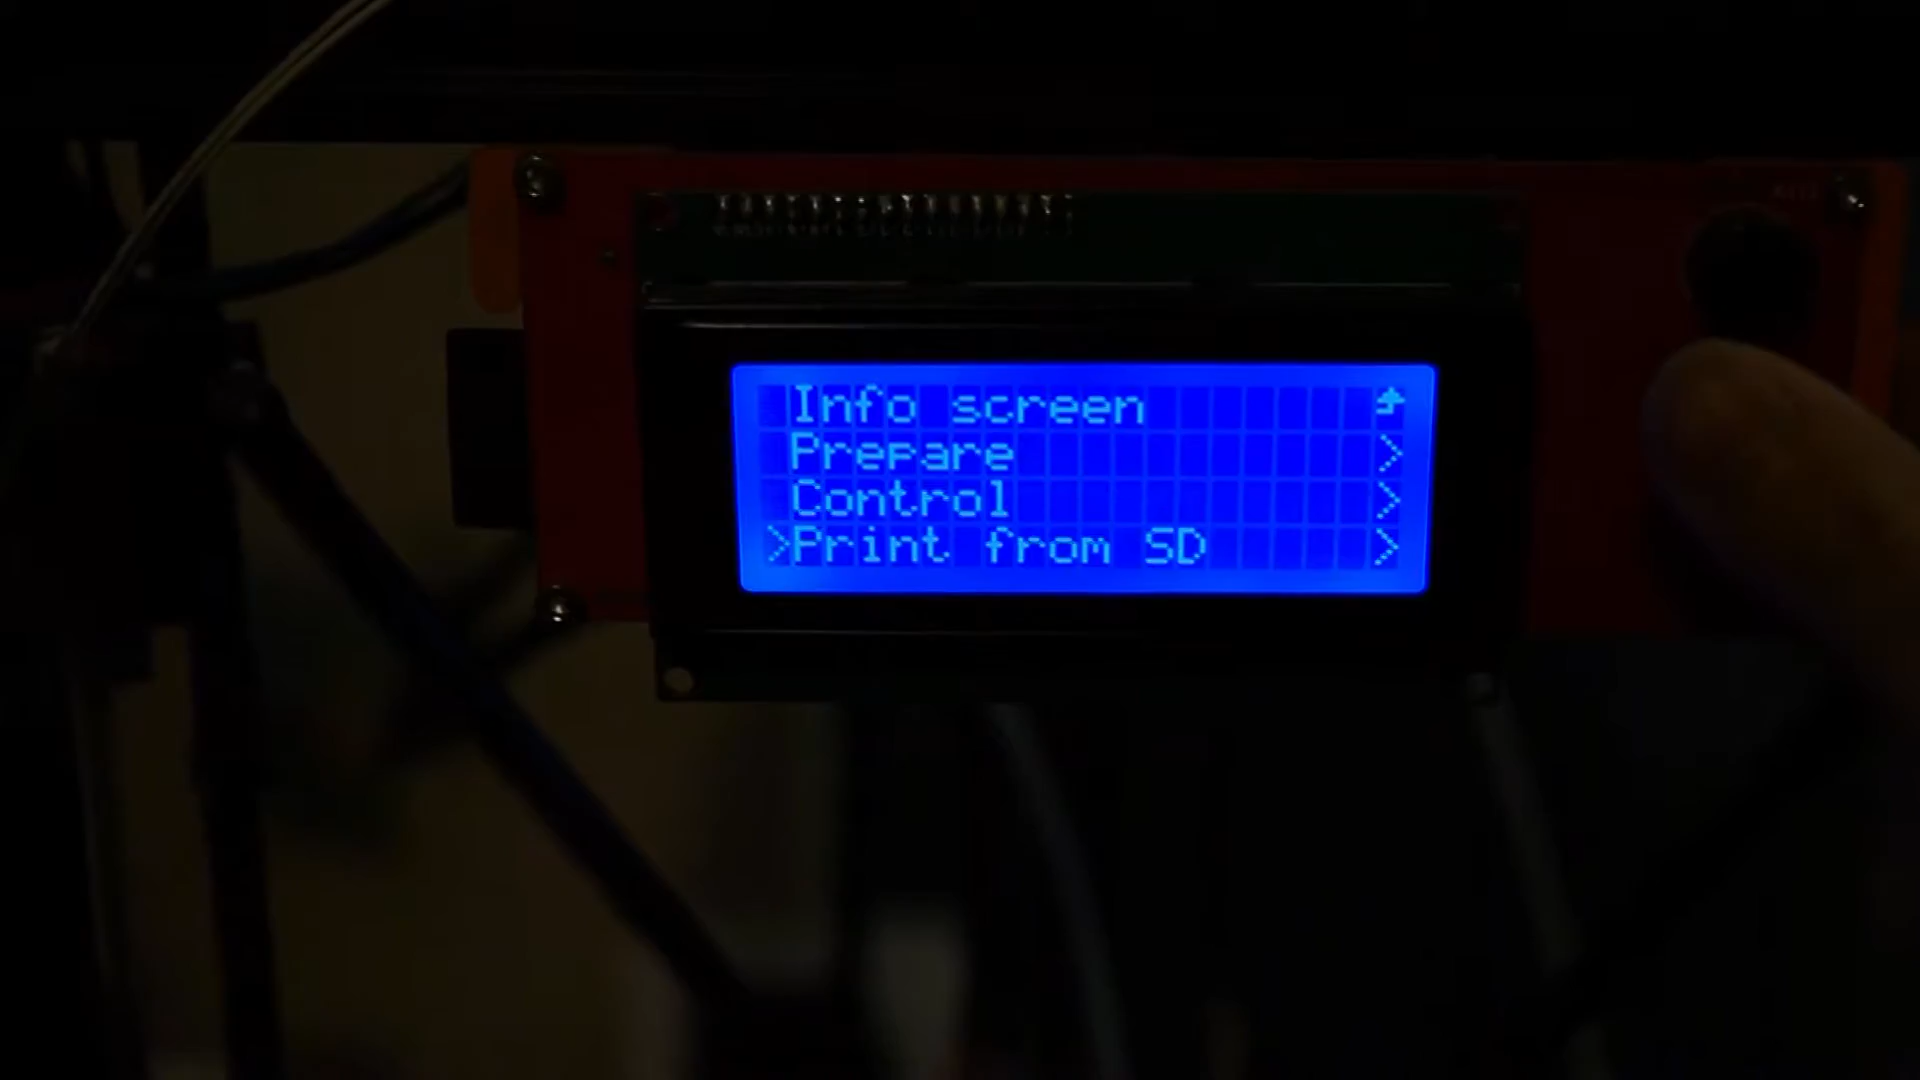 Info screen
Prepare >
Control >
>Print from SD >